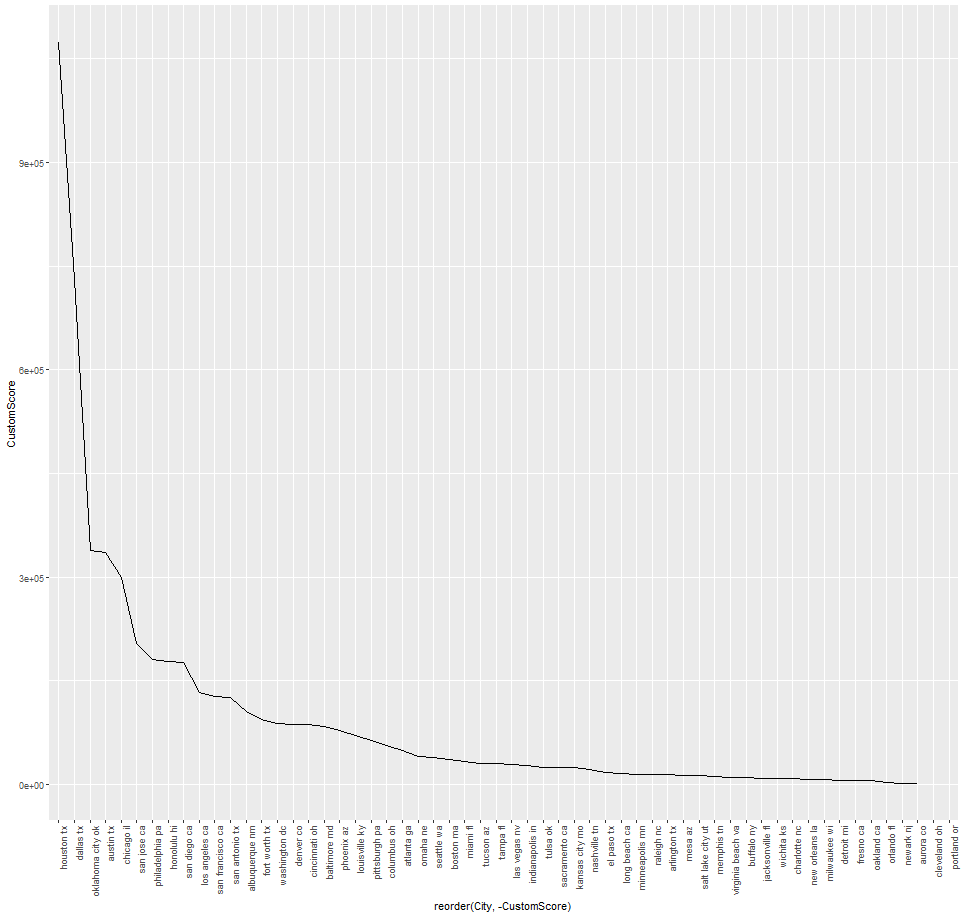 CustomScore
9e+05
6e+05
3e+05
0e+00
houston tx
dallas tx
oklahoma city ok
austin tx
chicago il
san jose ca
philadelphia pa
honolulu hi
san diego ca
los angeles ca
san francisco ca
san antonio tx
albuquerque nm
fort worth tx
washington dc
denver co
cincinnati oh
baltimore md
phoenix az
louisville ky
pittsburgh pa
columbus oh
atlanta ga
omaha ne
seattle wa
boston ma
miami fl
tucson az
tampa fl
las vegas nv
indianapolis in
tulsa ok
sacramento ca
kansas city mo
nashville tn
el paso tx
long beach ca
minneapolis mn
raleigh nc
arlington tx
mesa az
salt lake city ut
memphis tn
virginia beach va
buffalo ny
jacksonville fl
wichita ks
charlotte nc
new orleans la
milwaukee wi
detroit mi
fresno ca
oakland ca
orlando fl
newark nj
aurora co
cleveland oh
portland or
reorder(City, -CustomScore)